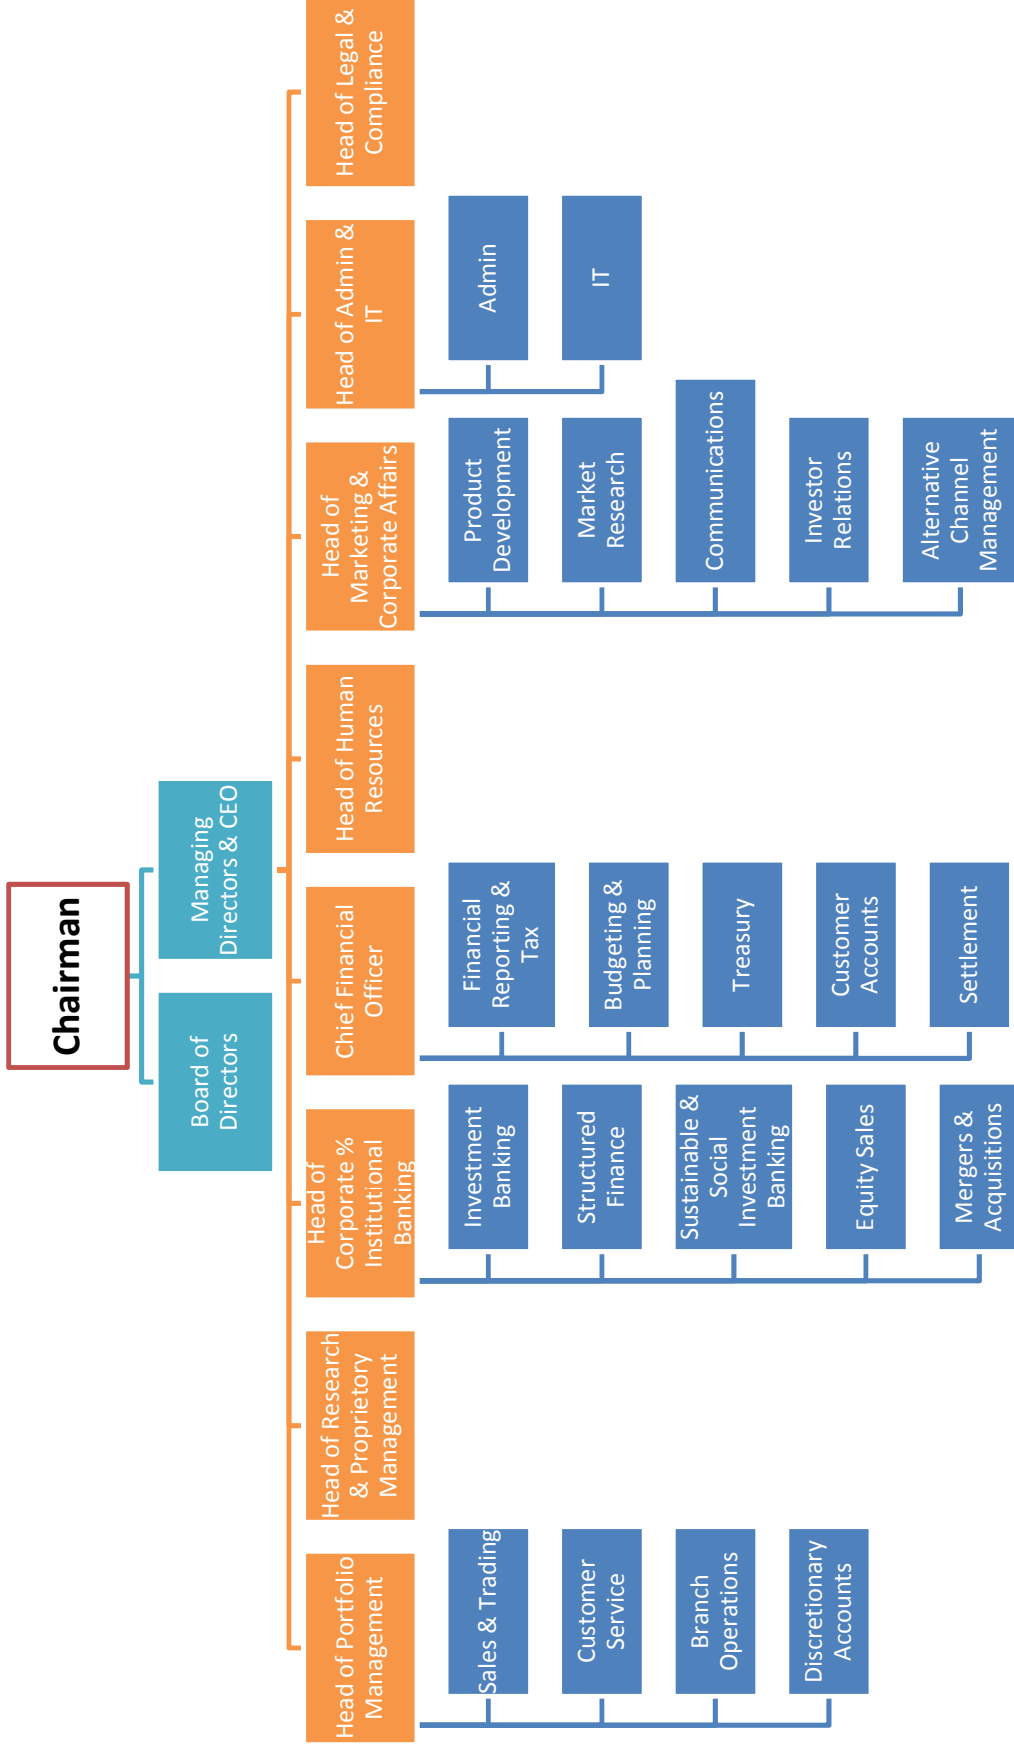 Chairman
Board of
Directors
Managing
Directors & CEO
Head of Portfolio
Management
Head of Research
& Proprietory
Management
Head of
Corporate %
Institutional
Banking
Chief Financial
Officer
Head of Human
Resources
Head of
Marketing &
Corporate Affairs
Head of Admin &
IT
Head of Legal &
Compliance
Sales & Trading
Customer
Service
Branch
Operations
Discretionary
Accounts
Investment
Banking
Structured
Finance
Sustainable &
Social
Investment
Banking
Equity Sales
Mergers &
Acquisitions
Financial
Reporting &
Tax
Budgeting &
Planning
Treasury
Customer
Accounts
Settlement
Product
Development
Market
Research
Communications
Investor
Relations
Alternative
Channel
Management
Admin
IT